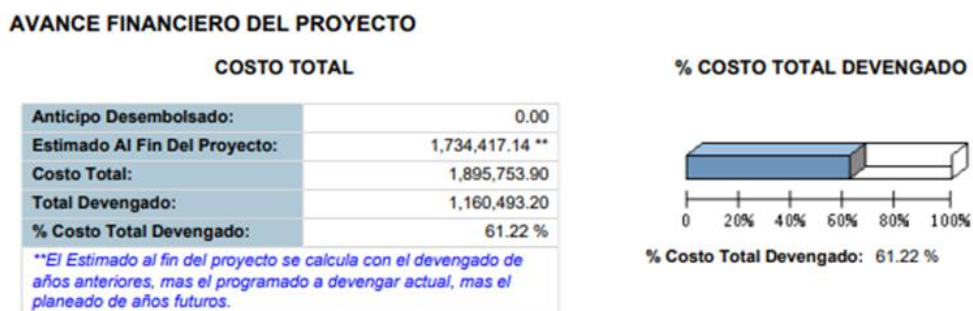 AVANCE FINANCIERO DEL PROYECTO
COSTO TOTAL
Anticipo Desembolsado: 0.00
Estimado Al Fin Del Proyecto: 1,734,417.14 **
Costo Total: 1,895,753.90
Total Devengado: 1,160,493.20
% Costo Total Devengado: 61.22 %
**El Estimado al fin del proyecto se calcula con el devengado de
años anteriores, mas el programado a devengar actual, mas el
planeado de años futuros.
% COSTO TOTAL DEVENGADO
0 20% 40% 60% 80% 100%
% Costo Total Devengado: 61.22 %